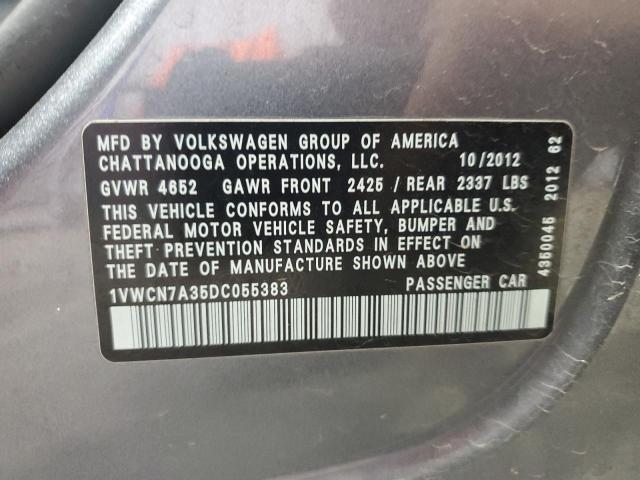 MFD BY VOLKSWAGEN GROUP OF AMERICA
CHATTANOOGA OPERATIONS, LLC. 10/2012
GVWR 4652 GAWR FRONT 2425 / REAR 2337 LBS
THIS VEHICLE CONFORMS TO ALL APPLICABLE U.S.
FEDERAL MOTOR VEHICLE SAFETY, BUMPER AND
THEFT PREVENTION STANDARDS IN EFFECT ON
THE DATE OF MANUFACTURE SHOWN ABOVE
1VWCN7A35DC055383 PASSENGER CAR
4350045 2012 62